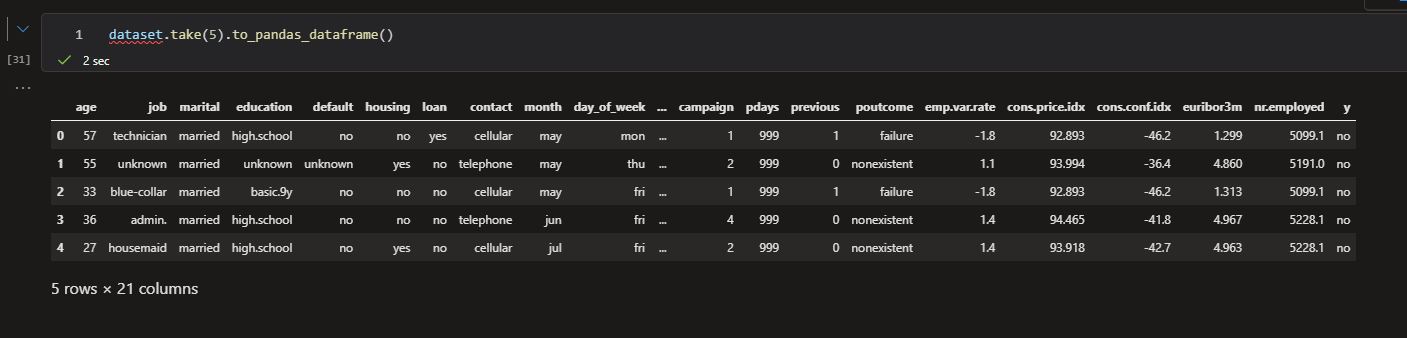 1 dataset.take(5).to_pandas_dataframe()
[31]
2 sec
...
age job marital education default housing loan contact month day_of_week ... campaign pdays previous poutcome emp.var.rate cons.price.idx cons.conf.idx euribor3m nr.employed y
0 57 technician married high.school no no yes cellular may mon ... 1 999 1 failure -1.8 92.893 -46.2 1.299 5099.1 no
1 55 unknown married unknown unknown yes no telephone may thu ... 2 999 0 nonexistent 1.1 93.994 -36.4 4.860 5191.0 no
2 33 blue-collar married basic.9y no no no cellular may fri ... 1 999 1 failure -1.8 92.893 -46.2 1.313 5099.1 no
3 36 admin. married high.school no no no telephone jun fri ... 4 999 0 nonexistent 1.4 94.465 -41.8 4.967 5228.1 no
4 27 housemaid married high.school no yes no cellular jul fri ... 2 999 0 nonexistent 1.4 93.918 -42.7 4.963 5228.1 no
5 rows × 21 columns